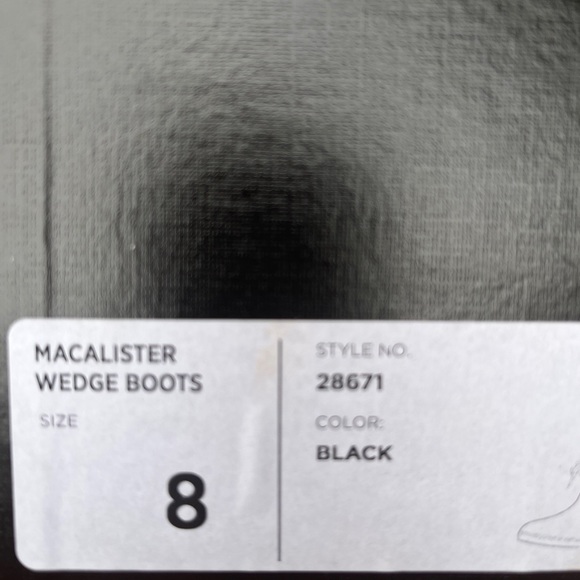 MACALISTER
WEDGE BOOTS
SIZE
8
STYLE NO.
28671
COLOR:
BLACK